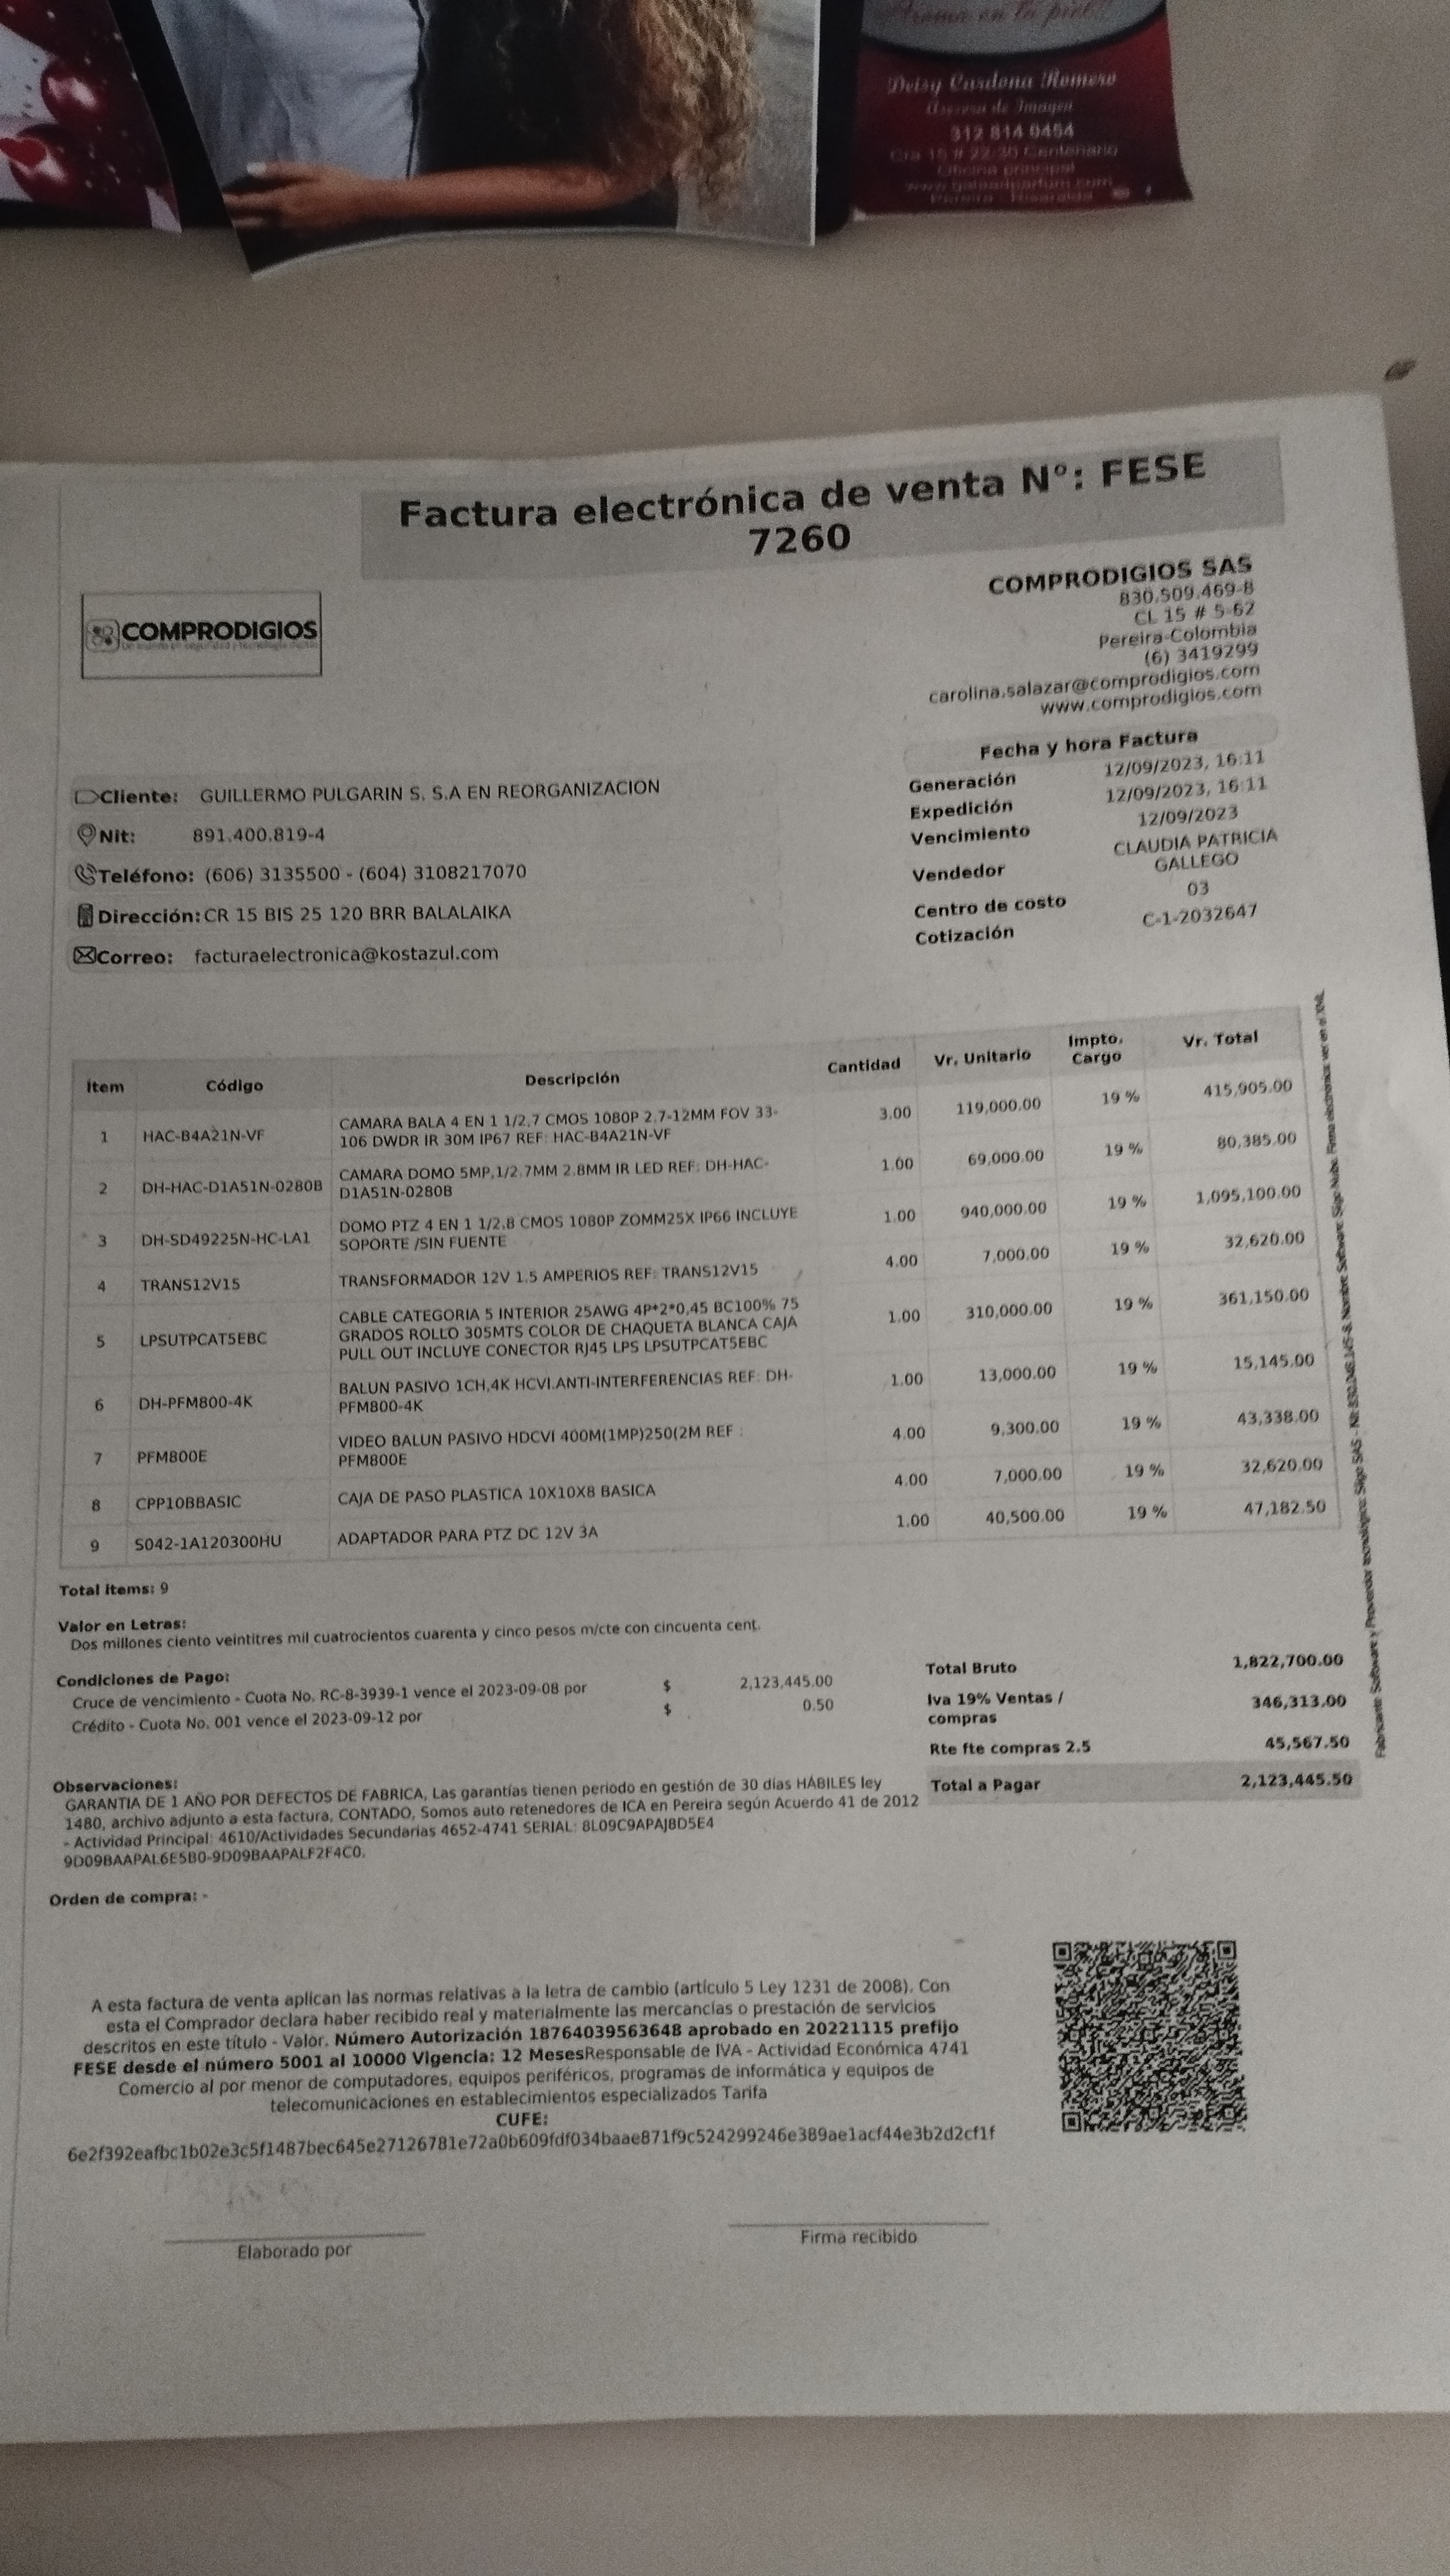 Aroma en la piel!!
Deisy Cardona Romero
Asesora de Imagen
312 814 0454
Cra 15 # 22-30 Centenario
Oficina principal
Pereira - Risaralda
Factura electrónica de venta N°: FESE
7260
COMPRODIGIOS
COMPRODIGIOS SAS
830.509.469-8
CL 15 # 5-62
Pereira-Colombia
(6) 3419299
carolina.salazar@comprodigios.com
www.comprodigios.com
Fecha y hora Factura
Generación 12/09/2023, 16:11
Expedición 12/09/2023, 16:11
Vencimiento 12/09/2023
Vendedor CLAUDIA PATRICIA
GALLEGO
Centro de costo 03
Cotización C-1-2032647
Cliente: GUILLERMO PULGARIN S. S.A EN REORGANIZACION
Nit: 891.400.819-4
Teléfono: (606) 3135500 - (604) 3108217070
Dirección: CR 15 BIS 25 120 BRR BALALAIKA
Correo: facturaelectronica@kostazul.com
Ítem Código Descripción Cantidad Vr. Unitario Impto. Cargo Vr. Total
1 HAC-B4A21N-VF CAMARA BALA 4 EN 1 1/2,7 CMOS 1080P 2.7-12MM FOV 33- 3.00 119,000.00 19 % 415,905.00
106 DWDR IR 30M IP67 REF: HAC-B4A21N-VF
2 DH-HAC-D1A51N-0280B CAMARA DOMO 5MP,1/2.7MM 2.8MM IR LED REF: DH-HAC- 1.00 69,000.00 19 % 80,385.00
D1A51N-0280B
3 DH-SD49225N-HC-LA1 DOMO PTZ 4 EN 1 1/2.8 CMOS 1080P ZOMM25X IP66 INCLUYE 1.00 940,000.00 19 % 1,095,100.00
SOPORTE /SIN FUENTE
4 TRANS12V15 TRANSFORMADOR 12V 1.5 AMPERIOS REF: TRANS12V15 4.00 7,000.00 19 % 32,620.00
5 LPSUTPCAT5EBC CABLE CATEGORIA 5 INTERIOR 25AWG 4P*2*0,45 BC100% 75 1.00 310,000.00 19 % 361,150.00
GRADOS ROLLO 305MTS COLOR DE CHAQUETA BLANCA CAJA
PULL OUT INCLUYE CONECTOR RJ45 LPS LPSUTPCAT5EBC
6 DH-PFM800-4K BALUN PASIVO 1CH,4K HCVI.ANTI-INTERFERENCIAS REF: DH- 1.00 13,000.00 19 % 15,145.00
PFM800-4K
7 PFM800E VIDEO BALUN PASIVO HDCVI 400M(1MP)250(2M REF : 4.00 9,300.00 19 % 43,338.00
PFM800E
8 CPP10BBASIC CAJA DE PASO PLASTICA 10X10X8 BASICA 4.00 7,000.00 19 % 32,620.00
9 S042-1A120300HU ADAPTADOR PARA PTZ DC 12V 3A 1.00 40,500.00 19 % 47,182.50
Total ítems: 9
Valor en Letras:
Dos millones ciento veintitres mil cuatrocientos cuarenta y cinco pesos m/cte con cincuenta cent.
Condiciones de Pago:
Cruce de vencimiento - Cuota No. RC-8-3939-1 vence el 2023-09-08 por $ 2,123,445.00
Crédito - Cuota No. 001 vence el 2023-09-12 por $ 0.50
Total Bruto 1,822,700.00
Iva 19% Ventas / 346,313.00
compras
Rte fte compras 2.5 45,567.50
Total a Pagar 2,123,445.50
Observaciones:
GARANTIA DE 1 AÑO POR DEFECTOS DE FABRICA, Las garantías tienen periodo en gestión de 30 días HÁBILES ley
1480, archivo adjunto a esta factura, CONTADO, Somos auto retenedores de ICA en Pereira según Acuerdo 41 de 2012
- Actividad Principal: 4610/Actividades Secundarias 4652-4741 SERIAL: 8L09C9APAJ8D5E4
9D09BAAPAL6E5B0-9D09BAAPALF2F4C0.
Orden de compra: -
A esta factura de venta aplican las normas relativas a la letra de cambio (artículo 5 Ley 1231 de 2008). Con
esta el Comprador declara haber recibido real y materialmente las mercancías o prestación de servicios
descritos en este título - Valor. Número Autorización 18764039563648 aprobado en 20221115 prefijo
FESE desde el número 5001 al 10000 Vigencia: 12 MesesResponsable de IVA - Actividad Económica 4741
Comercio al por menor de computadores, equipos periféricos, programas de informática y equipos de
telecomunicaciones en establecimientos especializados Tarifa
CUFE:
6e2f392eafbc1b02e3c5f1487bec645e27126781e72a0b609fdf034baae871f9c524299246e389ae1acf44e3b2d2cf1f
Elaborado por
Firma recibido